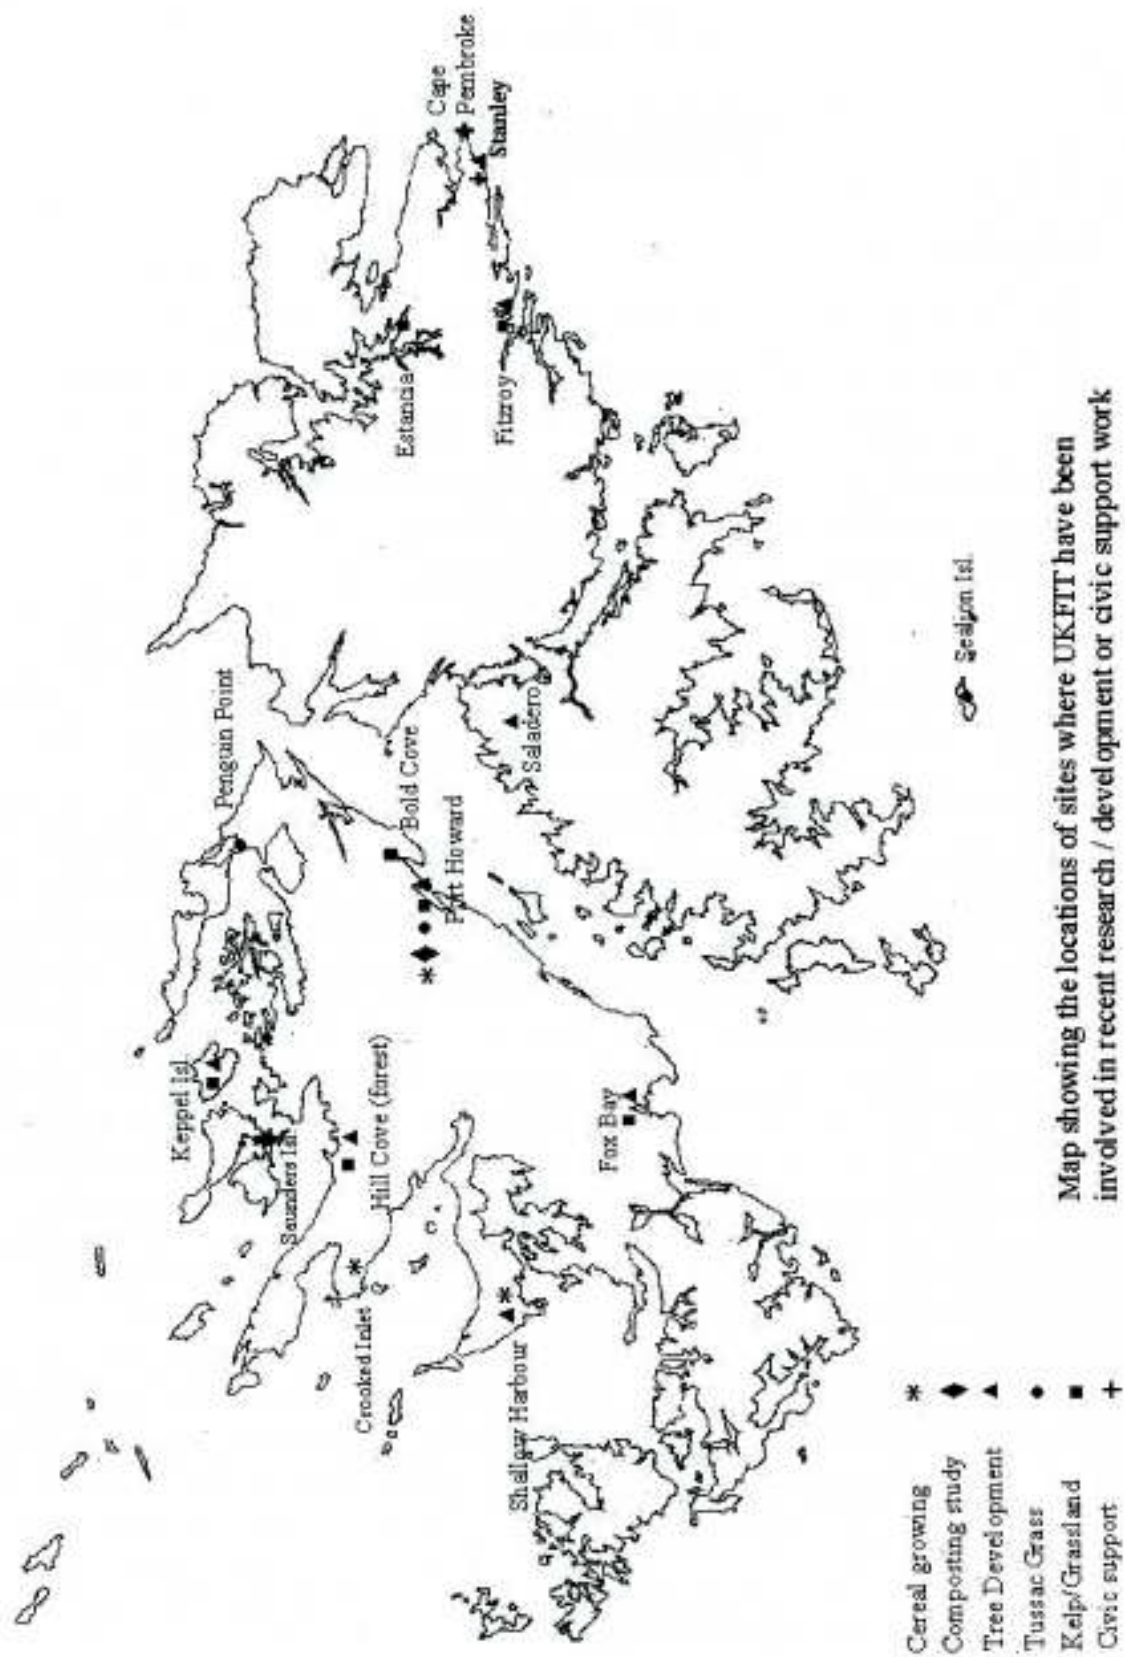 Cape
Pembroke
Stanley
Estancia
Fitzroy
Penguin Point
Bold Cove
Port Howard
Saladero
Sealion Isl.
Keppel Isl
Saunders Isl
Hill Cove (forest)
Fox Bay
Crooked Inlet
Shallow Harbour
Cereal growing
Composting study
Tree Development
Tussac Grass
Kelp/Grassland
Civic support
Map showing the locations of sites where UKFIT have been
involved in recent research / development or civic support work